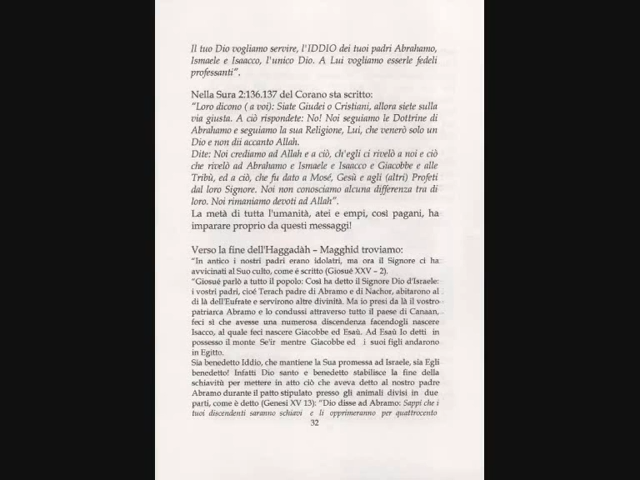 Il tuo Dio vogliamo servire, l'IDDIO dei tuoi padri Abrahamo,
Ismaele e Isaacco, l'unico Dio. A Lui vogliamo esserle fedeli
professanti".
Nella Sura 2:136.137 del Corano sta scritto:
"Loro dicono ( a voi): Siate Giudei o Cristiani, allora siete sulla
via giusta. A ciò rispondete: No! Noi seguiamo le Dottrine di
Abrahamo e seguiamo la sua Religione, Lui, che venerò solo un
Dio e non dii accanto Allah.
Dite: Noi crediamo ad Allah e a ciò, ch'egli ci rivelò a noi e ciò
che rivelò ad Abrahamo e Ismaele e Isaacco e Giacobbe e alle
Tribù, ed a ciò, che fu dato a Mosé, Gesù e agli (altri) Profeti
dal loro Signore. Noi non conosciamo alcuna differenza tra di
loro. Noi rimaniamo devoti ad Allah".
La metà di tutta l'umanità, atei e empi, così pagani, ha
imparare proprio da questi messaggi!
Verso la fine dell'Haggadàh – Magghid troviamo:
"In antico i nostri padri erano idolatri, ma ora il Signore ci ha
avvicinati al Suo culto, come è scritto (Giosué XXV – 2).
"Giosuè parlò a tutto il popolo: Così ha detto il Signore Dio d'Israele:
i vostri padri, cioé Terach padre di Abramo e di Nachor, abitarono al
di là dell'Eufrate e servirono altre divinità. Ma io presi da là il vostro
patriarca Abramo e lo condussi attraverso tutto il paese di Canaan,
feci sì che avesse una numerosa discendenza facendogli nascere
Isacco, al quale feci nascere Giacobbe ed Esaù. Ad Esaù Io detti in
possesso il monte Se'ir mentre Giacobbe ed i suoi figli andarono
in Egitto.
Sia benedetto Iddio, che mantiene la Sua promessa ad Israele, sia Egli
benedetto! Infatti Dio santo e benedetto stabilisce la fine della
schiavitù per mettere in atto ciò che aveva detto al nostro padre
Abramo durante il patto stipulato presso gli animali divisi in due
parti, come è detto (Genesi XV 13): "Dio disse ad Abramo: Sappi che i
tuoi discendenti saranno schiavi e li opprimeranno per quattrocento
32